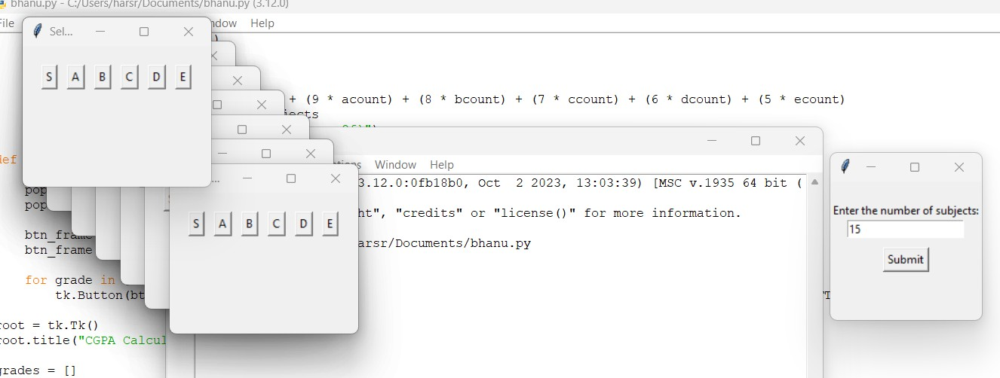 bhanu.py - C:/Users/harsr/Documents/bhanu.py (3.12.0)
File ndow Help
Sel...
S A B C D E
+ (9 * acount) + (8 * bcount) + (7 * ccount) + (6 * dcount) + (5 * ecount)
jects
def
pop
pop
btn_frame
btn_frame
for grade in
tk.Button(bt
root = tk.Tk()
root.title("CGPA Calcul
grades = []
...
S A B C D E
tions Window Help
3.12.0:0fb18b0, Oct 2 2023, 13:03:39) [MSC v.1935 64 bit (
ht", "credits" or "license()" for more information.
arsr/Documents/bhanu.py
Enter the number of subjects:
15
Submit